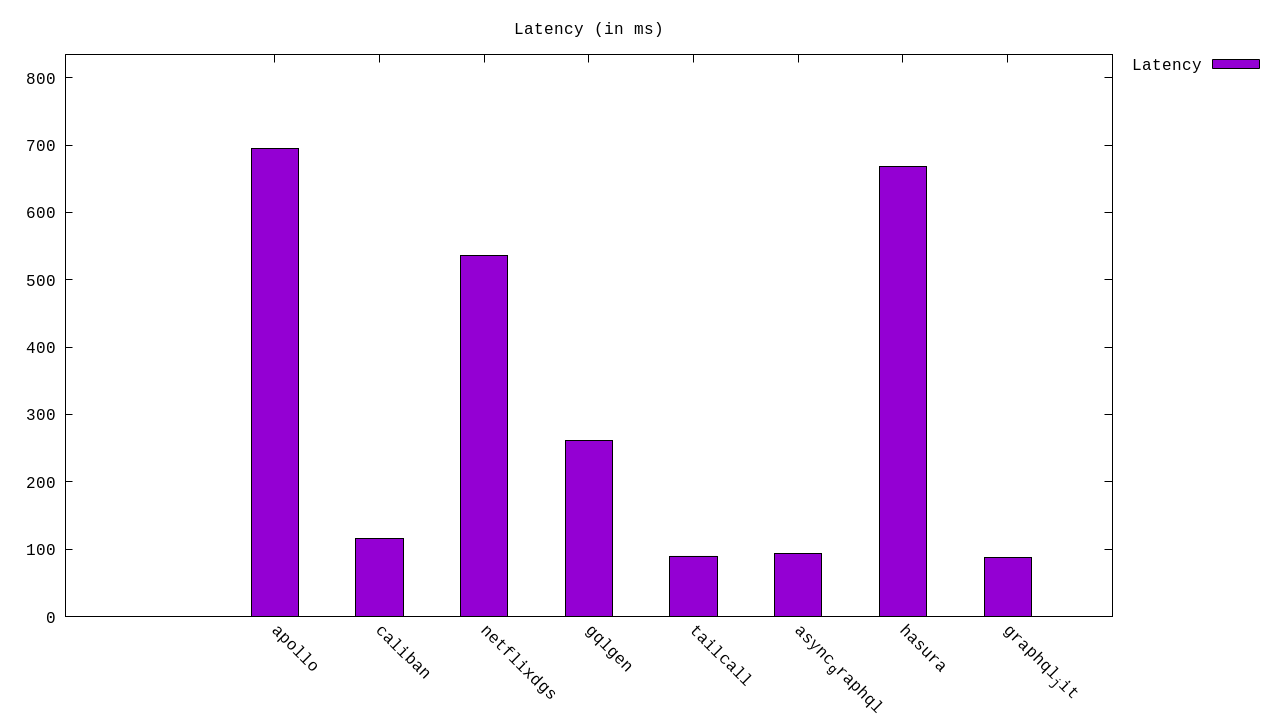 Latency (in ms)
Latency
800
700
600
500
400
300
200
100
0
apollo
caliban
netflixdgs
gqlgen
tailcall
async_graphql
hasura
graphql_jit